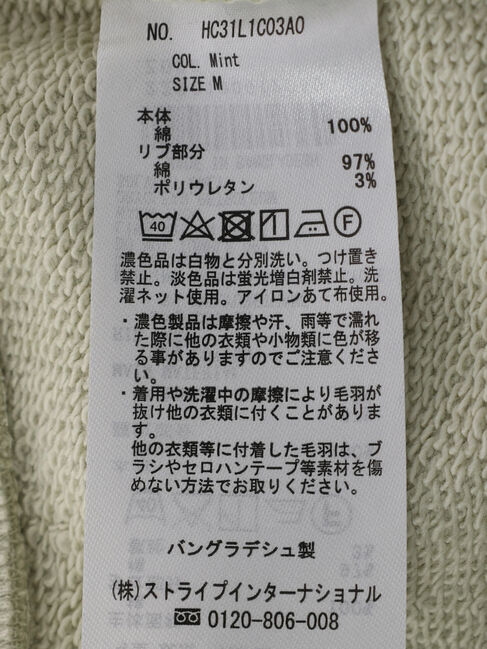 NO. HC31L1C03A0
COL. Mint
SIZE M
本体
綿 100%
リブ部分
綿 97%
ポリウレタン 3%
40 F
濃色品は白物と分別洗い。つけ置き
禁止。淡色品は蛍光増白剤禁止。洗
濯ネット使用。アイロンあて布使用。
・濃色製品は摩擦や汗、雨等で濡れ
た際に他の衣類や小物類に色が移
る事がありますのでご注意くださ
い。
・着用や洗濯中の摩擦により毛羽が
抜け他の衣類に付くことがありま
す。
他の衣類等に付着した毛羽は、ブ
ラシやセロハンテープ等素材を傷
めない方法でお取りください。
バングラデシュ製
(株)ストライプインターナショナル
0120-806-008